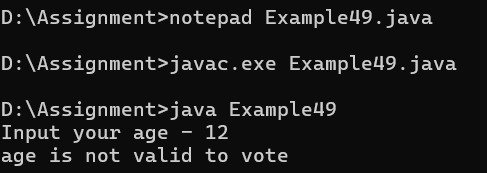 D:\Assignment>notepad Example49.java
D:\Assignment>javac.exe Example49.java
D:\Assignment>java Example49
Input your age - 12
age is not valid to vote